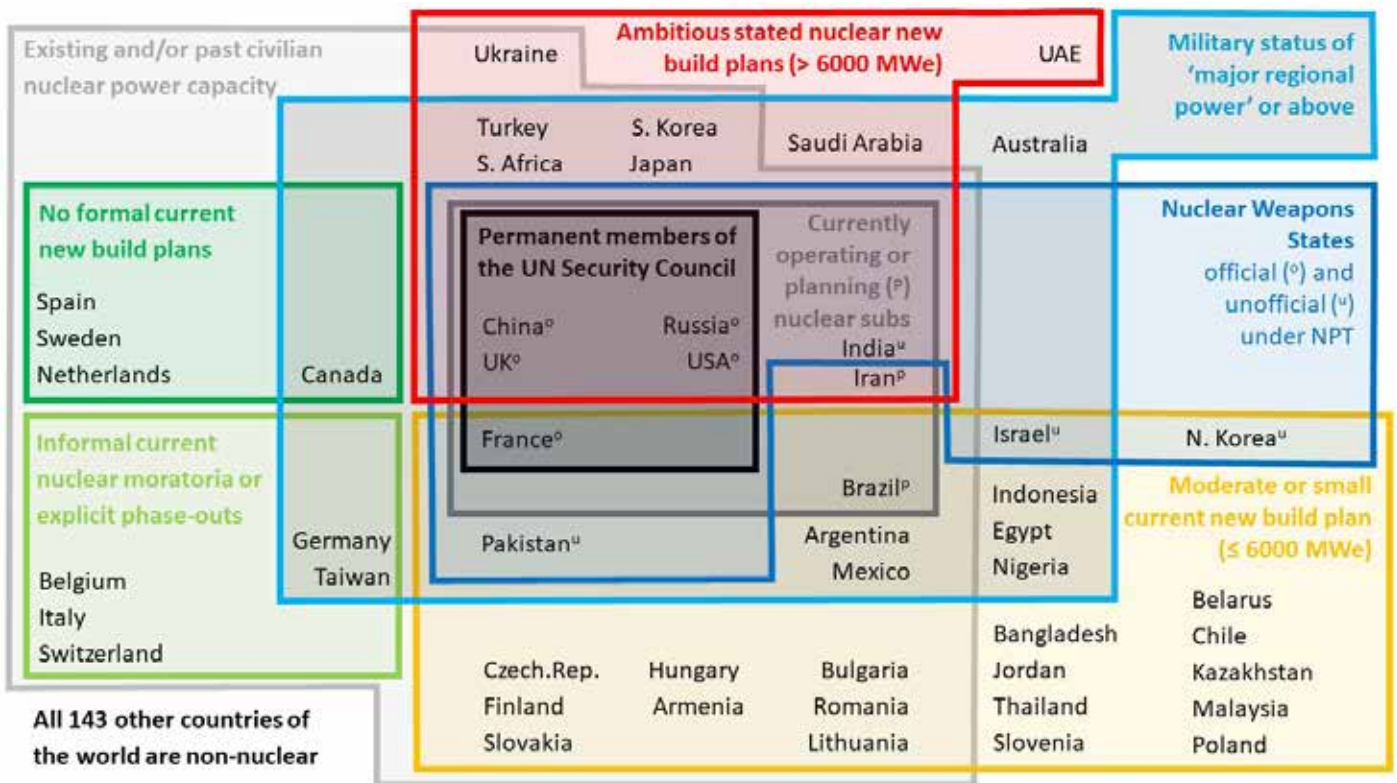 Existing and/or past civilian
nuclear power capacity
Ukraine
Ambitious stated nuclear new
build plans (> 6000 MWe)
UAE
Military status of
‘major regional
power’ or above
Turkey
S. Korea
S. Africa
Japan
Saudi Arabia
Australia
No formal current
new build plans
Spain
Sweden
Netherlands
Canada
Permanent members of
the UN Security Council
Chinaᵒ
Russiaᵒ
UKᵒ
USAᵒ
Franceᵒ
Currently
operating or
planning (ᵖ)
nuclear subs
Indiaᵘ
Iranᵖ
Brazilᵖ
Nuclear Weapons
States
official (ᵒ) and
unofficial (ᵘ)
under NPT
Israelᵘ
N. Koreaᵘ
Informal current
nuclear moratoria or
explicit phase-outs
Germany
Taiwan
Belgium
Italy
Switzerland
Pakistanᵘ
Argentina
Mexico
Indonesia
Egypt
Nigeria
Moderate or small
current new build plan
(≤ 6000 MWe)
Czech.Rep.
Hungary
Bulgaria
Finland
Armenia
Romania
Slovakia
Lithuania
Bangladesh
Jordan
Thailand
Slovenia
Belarus
Chile
Kazakhstan
Malaysia
Poland
All 143 other countries of
the world are non-nuclear